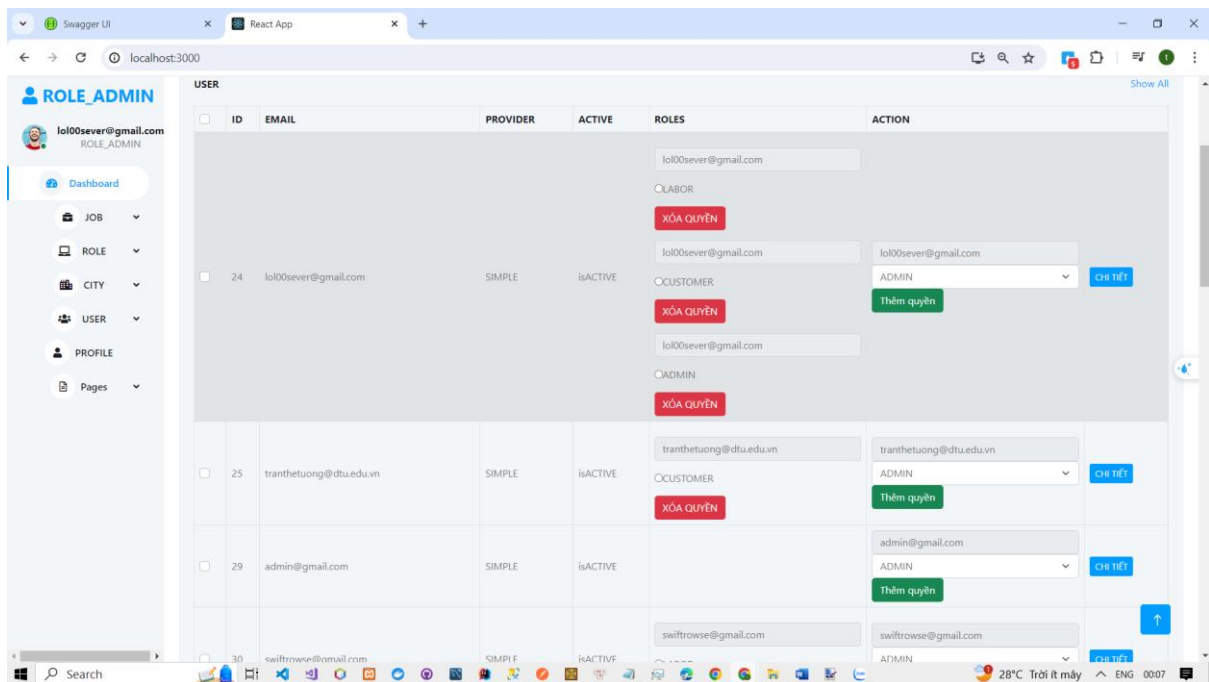 Swagger UI
React App
localhost:3000
ROLE_ADMIN
lol00sever@gmail.com
ROLE_ADMIN
Dashboard
JOB
ROLE
CITY
USER
PROFILE
Pages
USER
Show All
ID EMAIL PROVIDER ACTIVE ROLES ACTION
lol00sever@gmail.com
LABOR
XÓA QUYỀN
lol00sever@gmail.com
CUSTOMER
XÓA QUYỀN
lol00sever@gmail.com
ADMIN
XÓA QUYỀN
24 lol00sever@gmail.com SIMPLE isACTIVE
lol00sever@gmail.com
ADMIN
Thêm quyền
CHI TIẾT
25 tranthetuong@dtu.edu.vn SIMPLE isACTIVE
tranthetuong@dtu.edu.vn
CUSTOMER
XÓA QUYỀN
tranthetuong@dtu.edu.vn
ADMIN
Thêm quyền
CHI TIẾT
29 admin@gmail.com SIMPLE isACTIVE
admin@gmail.com
ADMIN
Thêm quyền
CHI TIẾT
30 swiftrowse@gmail.com SIMPLE isACTIVE
swiftrowse@gmail.com
swiftrowse@gmail.com
ADMIN
CHI TIẾT
Search
28°C Trời ít mây
ENG
00:07